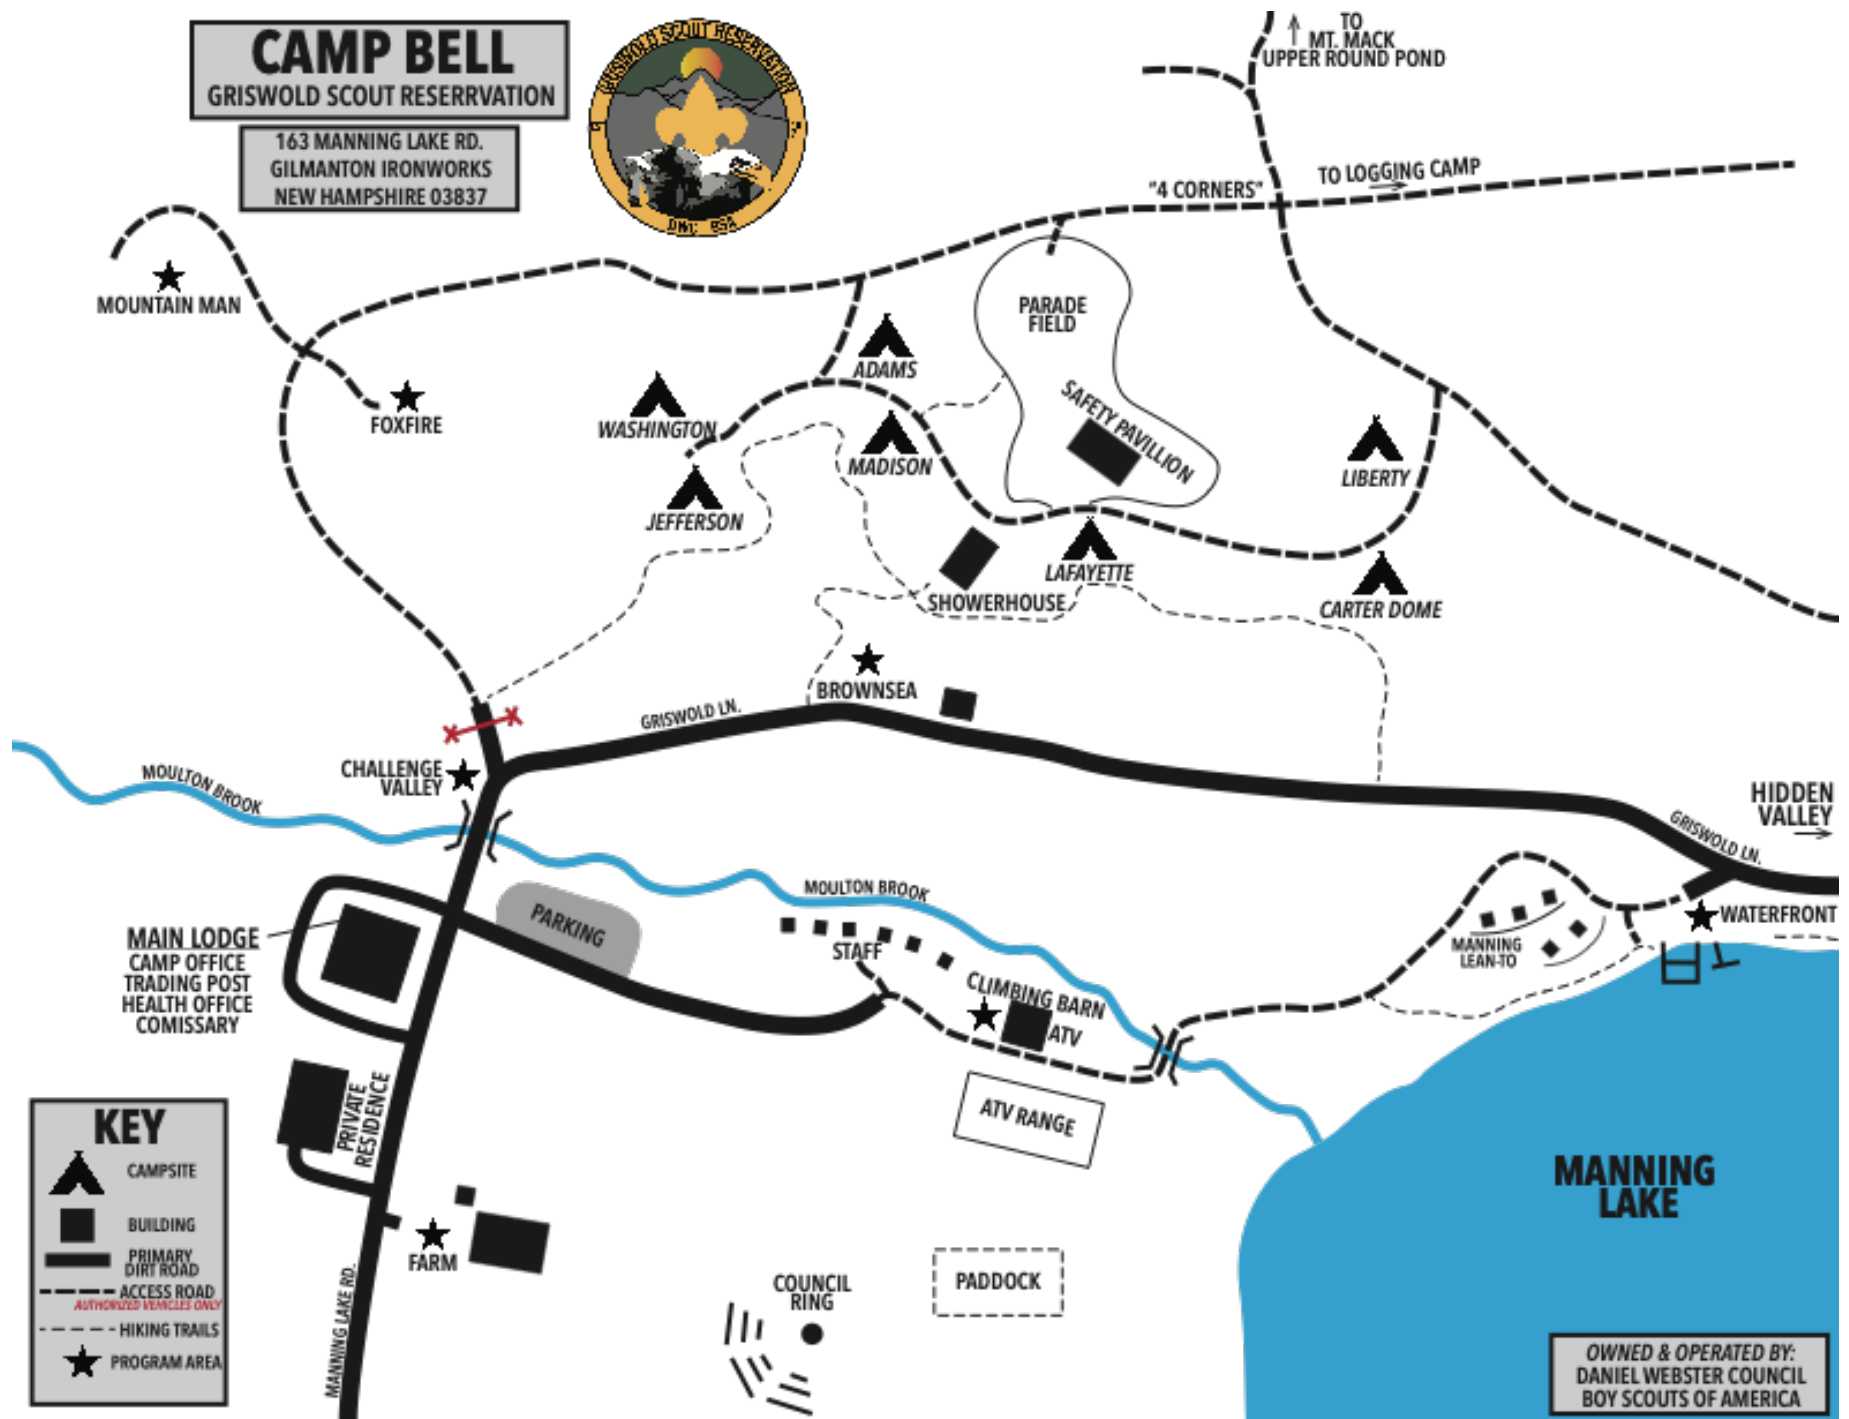 CAMP BELL
GRISWOLD SCOUT RESERRVATION
163 MANNING LAKE RD.
GILMANTON IRONWORKS
NEW HAMPSHIRE 03837
GRISWOLD SCOUT RESERVATION
DWC BSA
TO
MT. MACK
UPPER ROUND POND
"4 CORNERS"
TO LOGGING CAMP
MOUNTAIN MAN
FOXFIRE
WASHINGTON
ADAMS
PARADE
FIELD
SAFETY PAVILLION
MADISON
JEFFERSON
LIBERTY
LAFAYETTE
SHOWERHOUSE
CARTER DOME
BROWNSEA
GRISWOLD LN.
CHALLENGE
VALLEY
MOULTON BROOK
HIDDEN
VALLEY
GRISWOLD LN.
MOULTON BROOK
PARKING
STAFF
MAIN LODGE
CAMP OFFICE
TRADING POST
HEALTH OFFICE
COMISSARY
CLIMBING BARN
ATV
MANNING
LEAN-TO
WATERFRONT
PRIVATE
RESIDENCE
ATV RANGE
FARM
MANNING LAKE RD.
COUNCIL
RING
PADDOCK
MANNING
LAKE
KEY
CAMPSITE
BUILDING
PRIMARY
DIRT ROAD
ACCESS ROAD
AUTHORIZED VEHICLES ONLY
HIKING TRAILS
PROGRAM AREA
OWNED & OPERATED BY:
DANIEL WEBSTER COUNCIL
BOY SCOUTS OF AMERICA